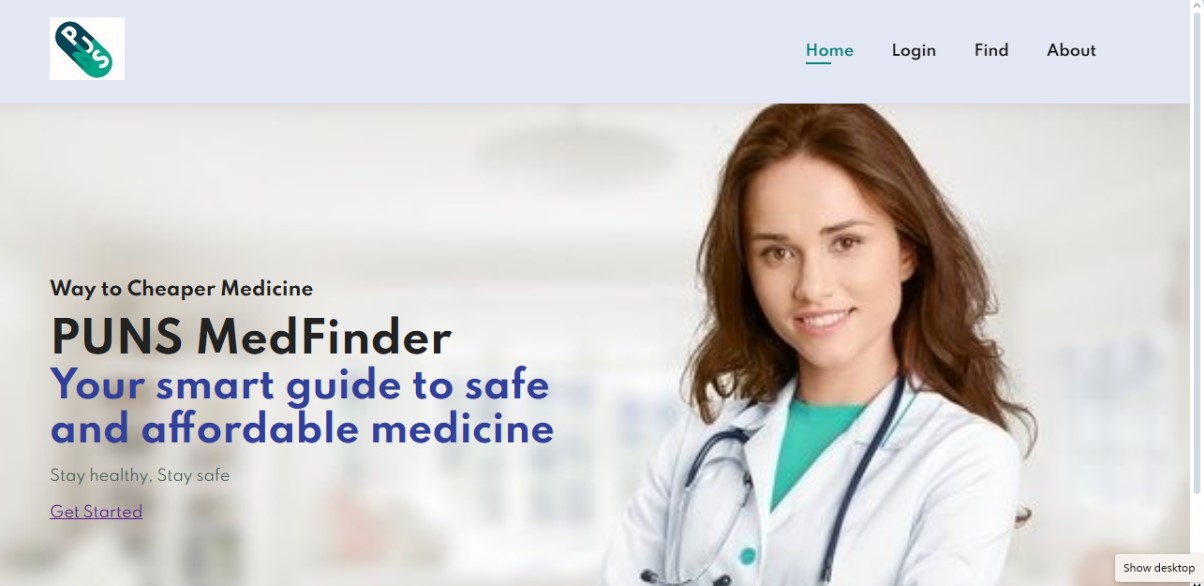 PUNS
Home Login Find About
Way to Cheaper Medicine
PUNS MedFinder
Your smart guide to safe
and affordable medicine
Stay healthy, Stay safe
Get Started
Show desktop